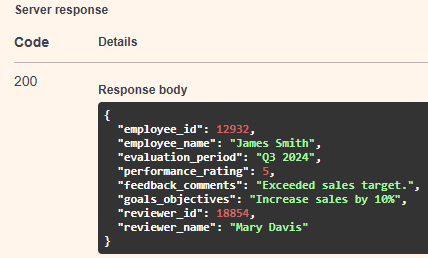 Server response
Code Details
200
Response body
{
"employee_id": 12932,
"employee_name": "James Smith",
"evaluation_period": "Q3 2024",
"performance_rating": 5,
"feedback_comments": "Exceeded sales target.",
"goals_objectives": "Increase sales by 10%",
"reviewer_id": 18854,
"reviewer_name": "Mary Davis"
}